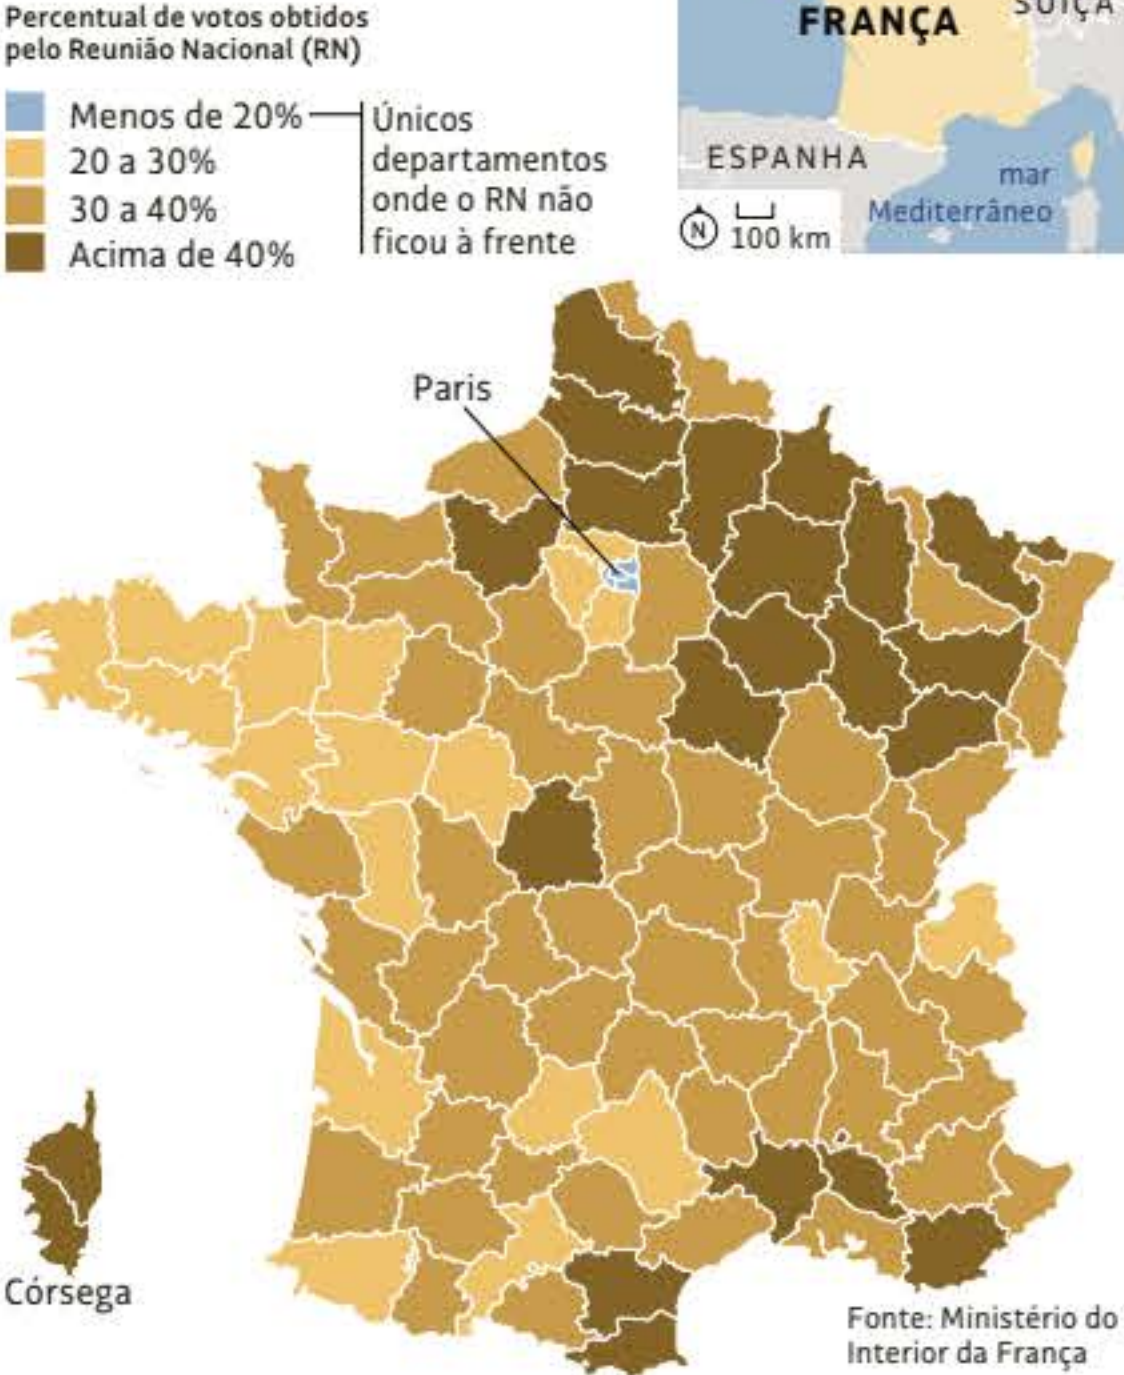 Percentual de votos obtidos
pelo Reunião Nacional (RN)
Menos de 20%
20 a 30%
30 a 40%
Acima de 40%
Únicos
departamentos
onde o RN não
ficou à frente
FRANÇA
SUÍÇA
ESPANHA
mar
Mediterrâneo
N
100 km
Paris
Córsega
Fonte: Ministério do
Interior da França